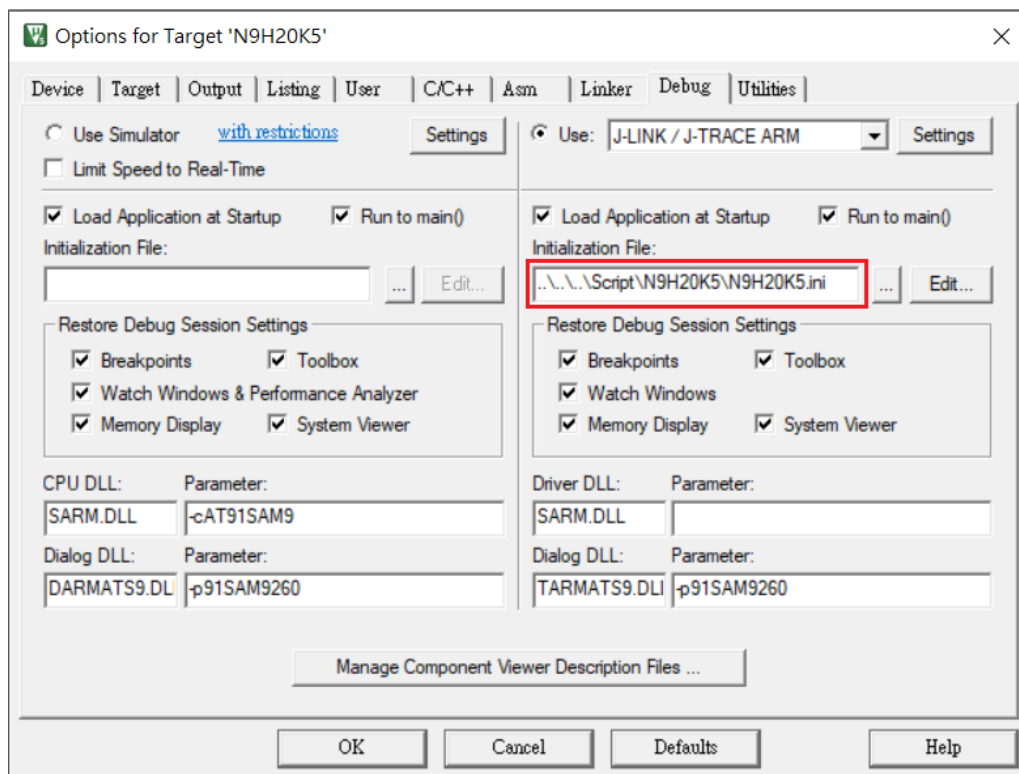 Options for Target 'N9H20K5'
Device Target Output Listing User C/C++ Asm Linker Debug Utilities
Use Simulator with restrictions Settings
Limit Speed to Real-Time
Load Application at Startup Run to main()
Initialization File:
... Edit...
Restore Debug Session Settings
Breakpoints Toolbox
Watch Windows & Performance Analyzer
Memory Display System Viewer
CPU DLL: Parameter:
SARM.DLL -cAT91SAM9
Dialog DLL: Parameter:
DARMATS9.DL -p91SAM9260
Use: J-LINK / J-TRACE ARM Settings
Load Application at Startup Run to main()
Initialization File:
..\..\..\Script\N9H20K5\N9H20K5.ini ... Edit...
Restore Debug Session Settings
Breakpoints Toolbox
Watch Windows
Memory Display System Viewer
Driver DLL: Parameter:
SARM.DLL
Dialog DLL: Parameter:
TARMATS9.DLL -p91SAM9260
Manage Component Viewer Description Files ...
OK Cancel Defaults Help